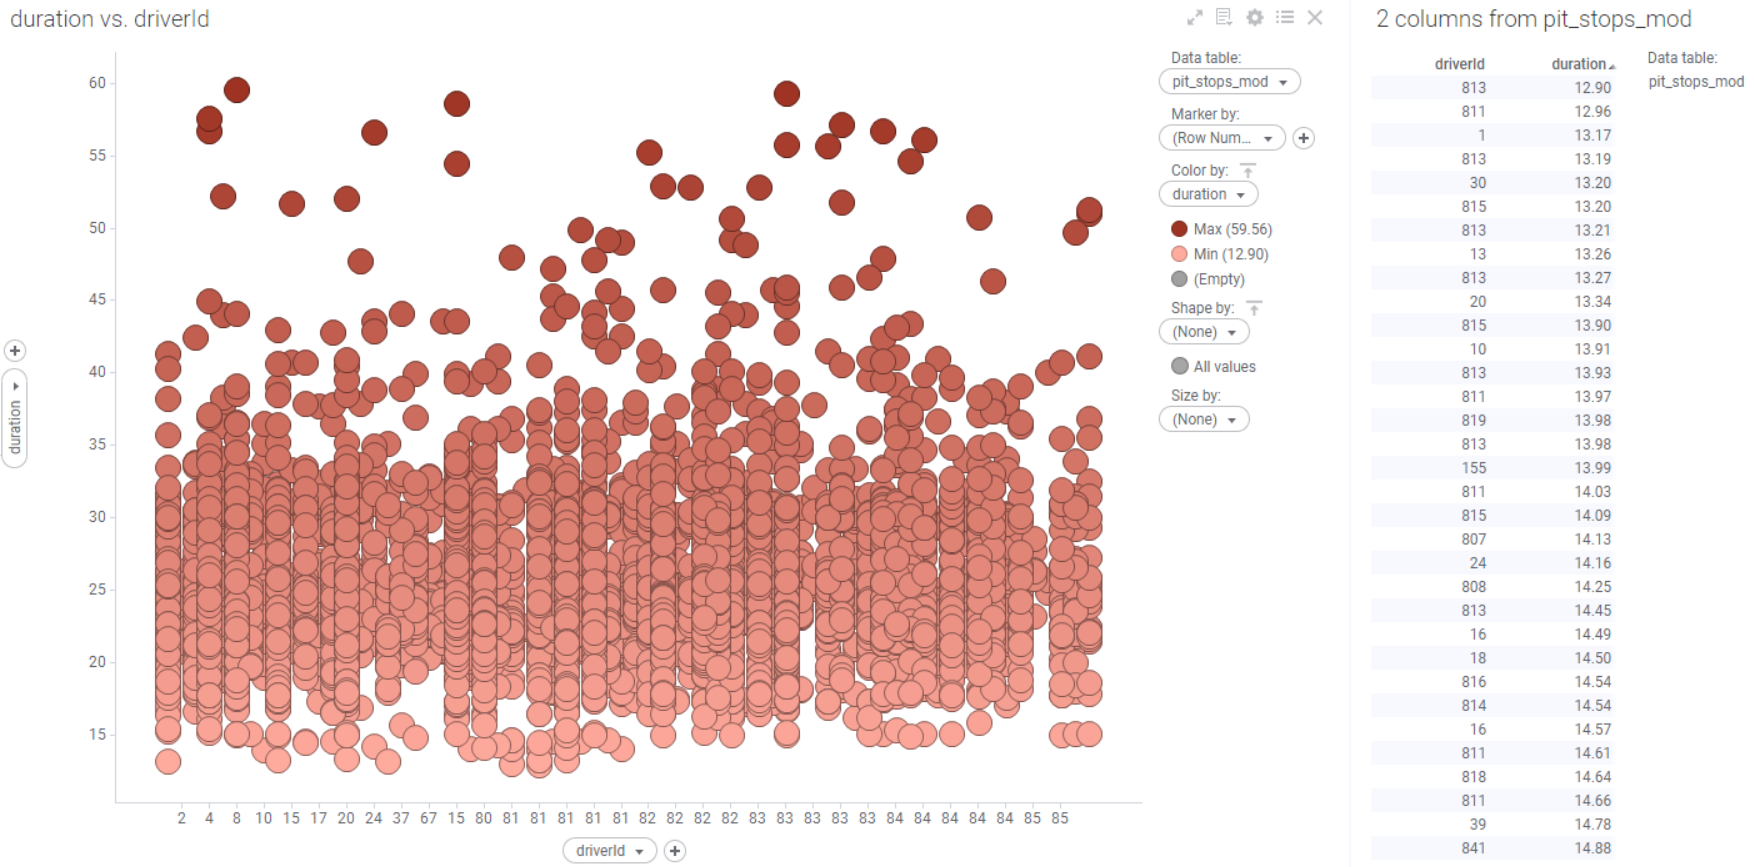 duration vs. driverId
60
55
50
45
40
35
30
25
20
15
duration
2 4 8 10 15 17 20 24 37 67 15 80 81 81 81 81 81 82 82 82 82 83 83 83 83 84 84 84 84 84 85 85
driverId
Data table:
pit_stops_mod
Marker by:
(Row Num...
Color by:
duration
Max (59.56)
Min (12.90)
(Empty)
Shape by:
(None)
All values
Size by:
(None)
2 columns from pit_stops_mod
driverId duration
813 12.90
811 12.96
1 13.17
813 13.19
30 13.20
815 13.20
813 13.21
13 13.26
813 13.27
20 13.34
815 13.90
10 13.91
813 13.93
811 13.97
819 13.98
813 13.98
155 13.99
811 14.03
815 14.09
807 14.13
24 14.16
808 14.25
813 14.45
16 14.49
18 14.50
816 14.54
814 14.54
16 14.57
811 14.61
818 14.64
811 14.66
39 14.78
841 14.88
Data table:
pit_stops_mod